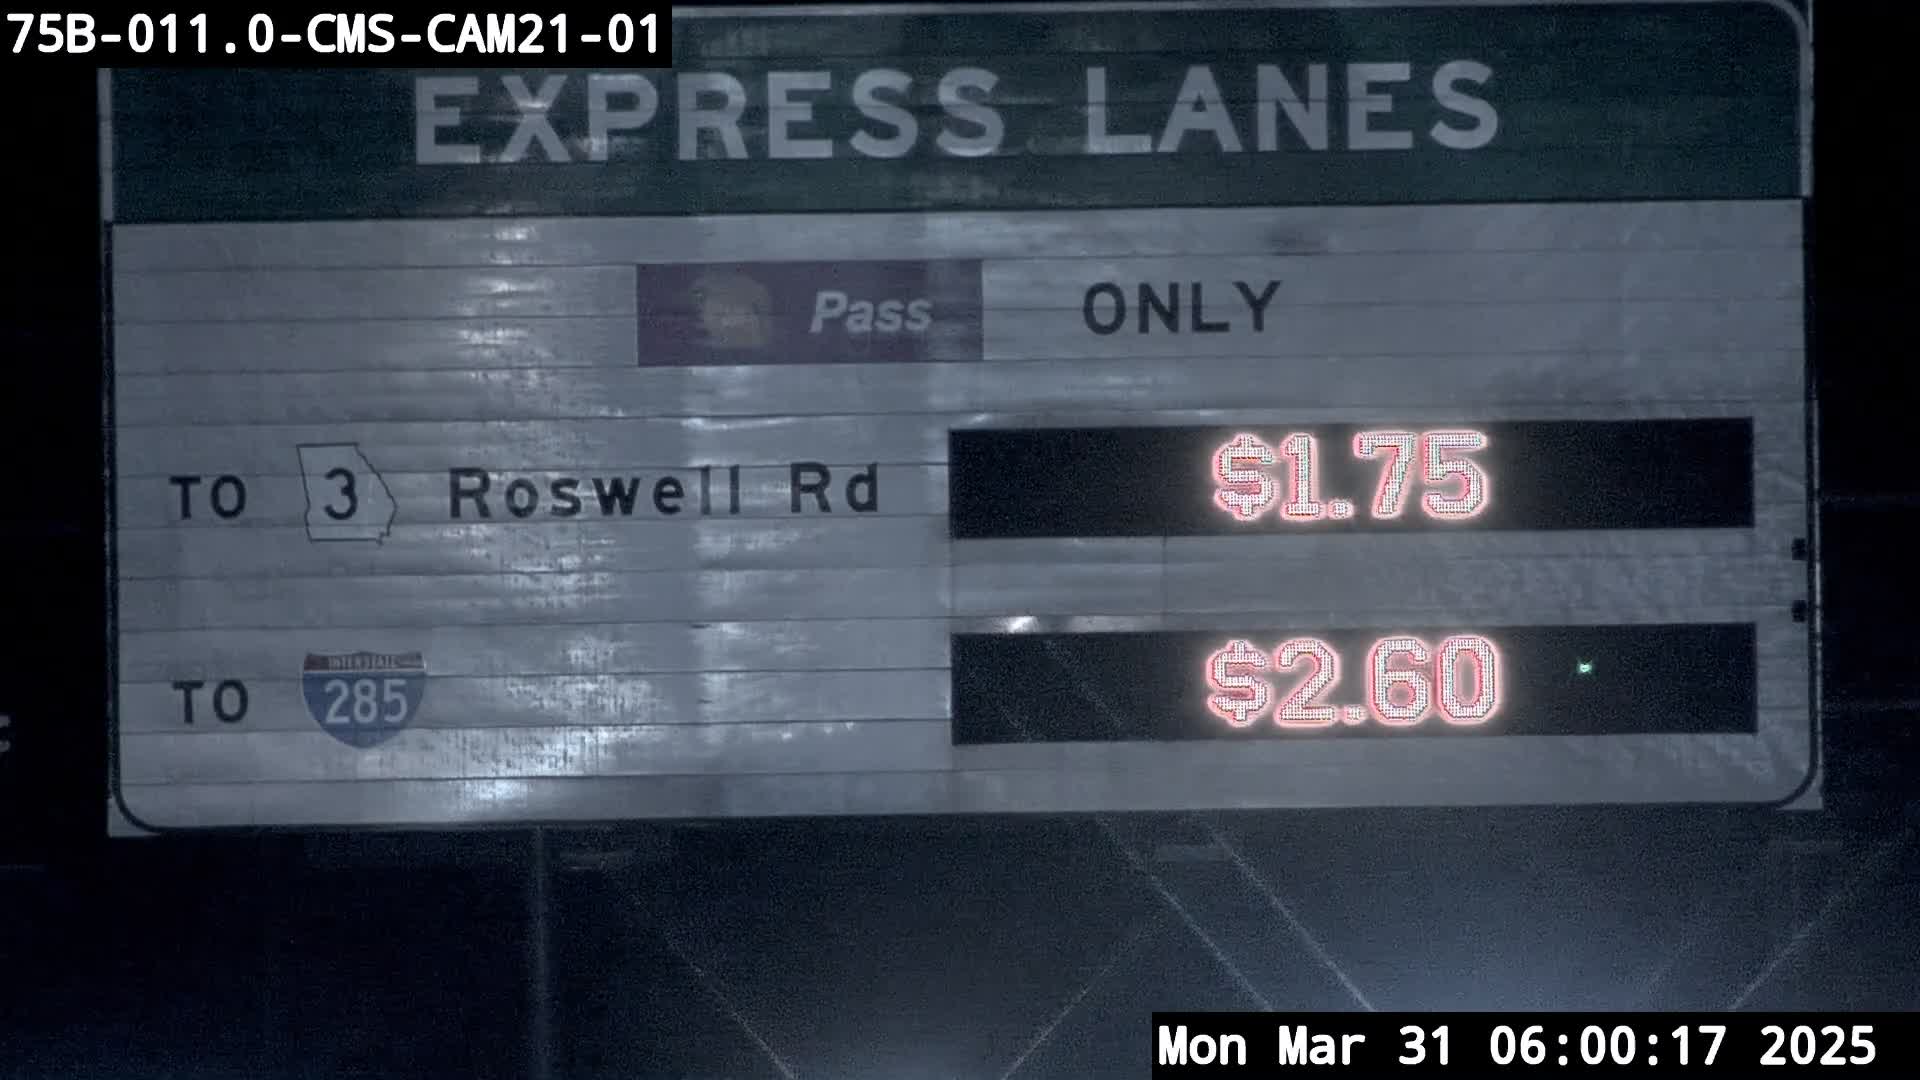 75B-011.0-CMS-CAM21-01
EXPRESS LANES
Pass ONLY
TO 3 Roswell Rd $1.75
INTERSTATE
TO 285 $2.60
Mon Mar 31 06:00:17 2025